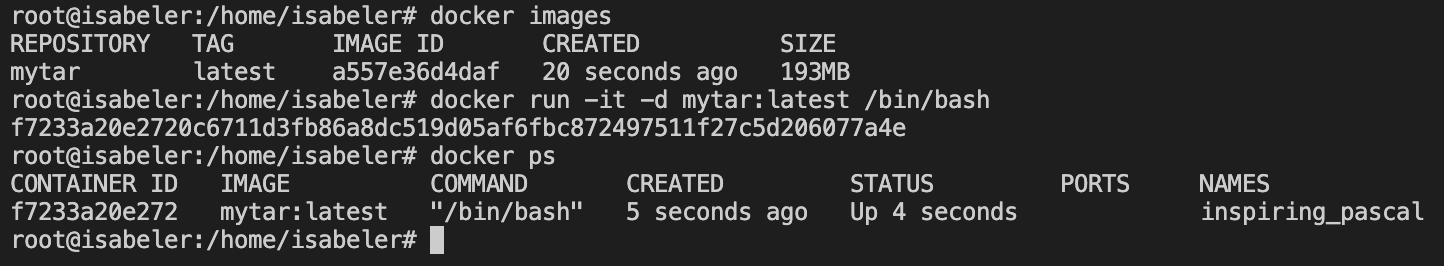 root@isabeler:/home/isabeler# docker images
REPOSITORY TAG IMAGE ID CREATED SIZE
mytar latest a557e36d4daf 20 seconds ago 193MB
root@isabeler:/home/isabeler# docker run -it -d mytar:latest /bin/bash
f7233a20e2720c6711d3fb86a8dc519d05af6fbc872497511f27c5d206077a4e
root@isabeler:/home/isabeler# docker ps
CONTAINER ID IMAGE COMMAND CREATED STATUS PORTS NAMES
f7233a20e272 mytar:latest "/bin/bash" 5 seconds ago Up 4 seconds inspiring_pascal
root@isabeler:/home/isabeler#